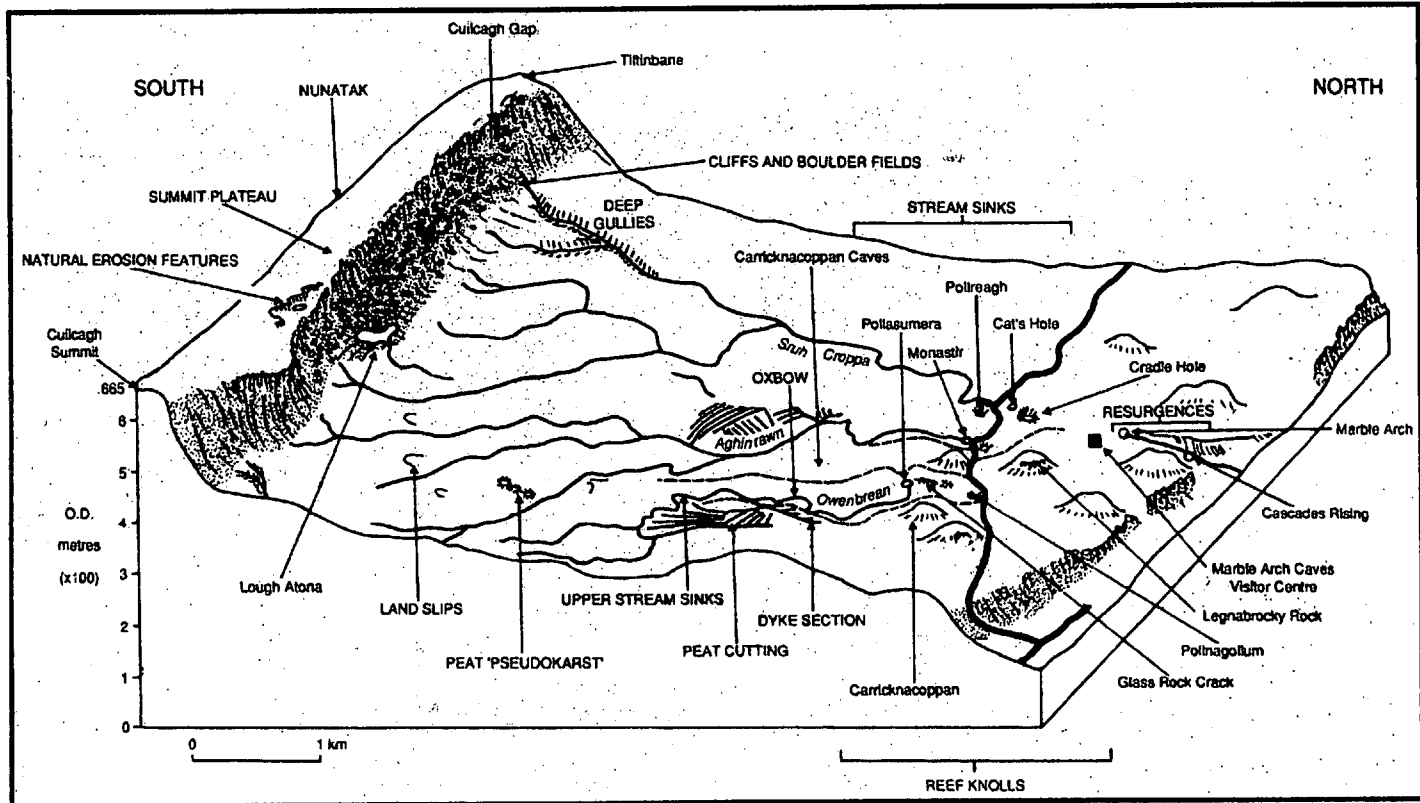 Cuilcagh Gap
Tiltinbane
SOUTH
NUNATAK
NORTH
CLIFFS AND BOULDER FIELDS
SUMMIT PLATEAU
DEEP
GULLIES
STREAM SINKS
NATURAL EROSION FEATURES
Carricknacoppan Caves
Pollreagh
Pollasumera
Cat's Hole
Cuilcagh
Summit
Monastir
Sruh Croppa
Cradle Hole
OXBOW
665
RESURGENCES
Marble Arch
6
Aghinrawn
5
Owenbrean
Cascades Rising
O.D.
4
metres
(x100)
3
Marble Arch Caves
Visitor Centre
Lough Atona
LAND SLIPS
UPPER STREAM SINKS
DYKE SECTION
Legnabrocky Rock
2
PEAT 'PSEUDOKARST'
PEAT CUTTING
Pollnagollum
1
Carricknacoppan
Glass Rock Crack
0
0 1 km
REEF KNOLLS